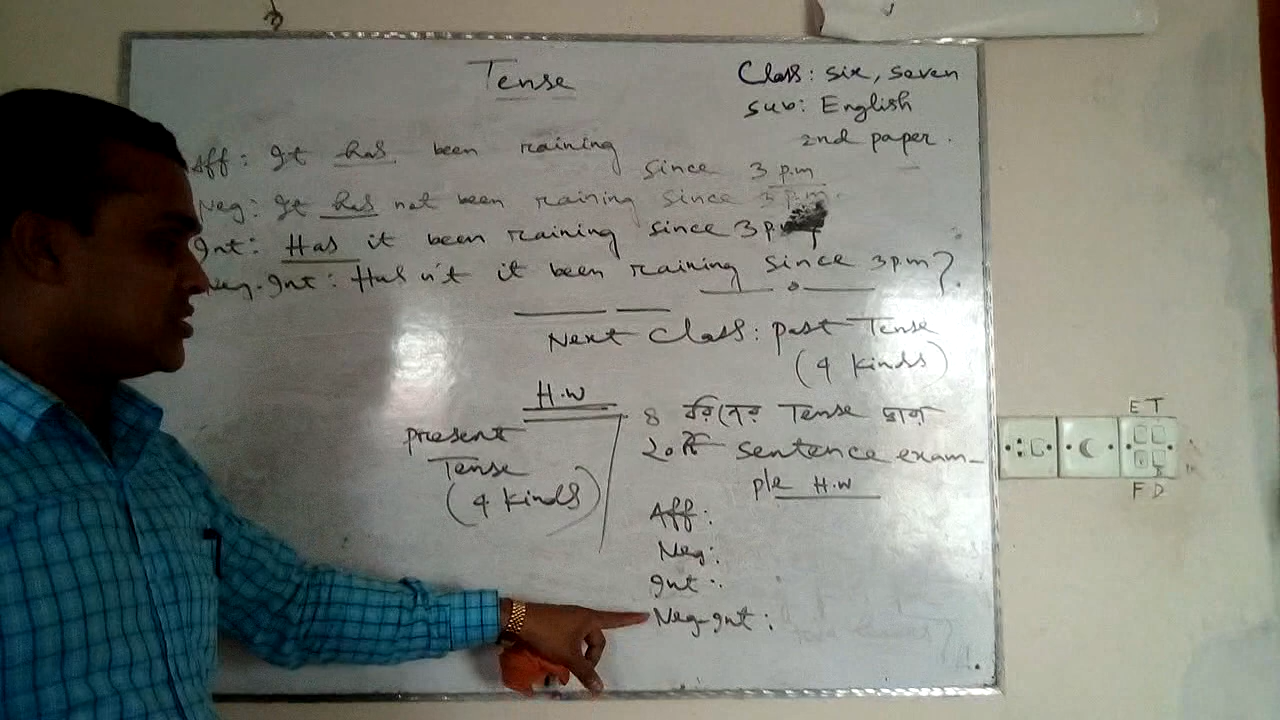 Tense
Class: six, seven
sub: English
2nd paper.
Aff: It has been raining since 3 p.m
Neg: It has not been raining since 3 p.m.
Int: Has it been raining since 3 p.m
Neg. Int: Has n't it been raining since 3 pm?
Next Class: past Tense
(4 kinds)
H.W
present
Tense
(4 kinds)
৪ ধরনের Tense দ্বারা
২০টি sentence exam-
ple H.W
Aff:
Neg:
Int:
Neg-Int:
E T
F D